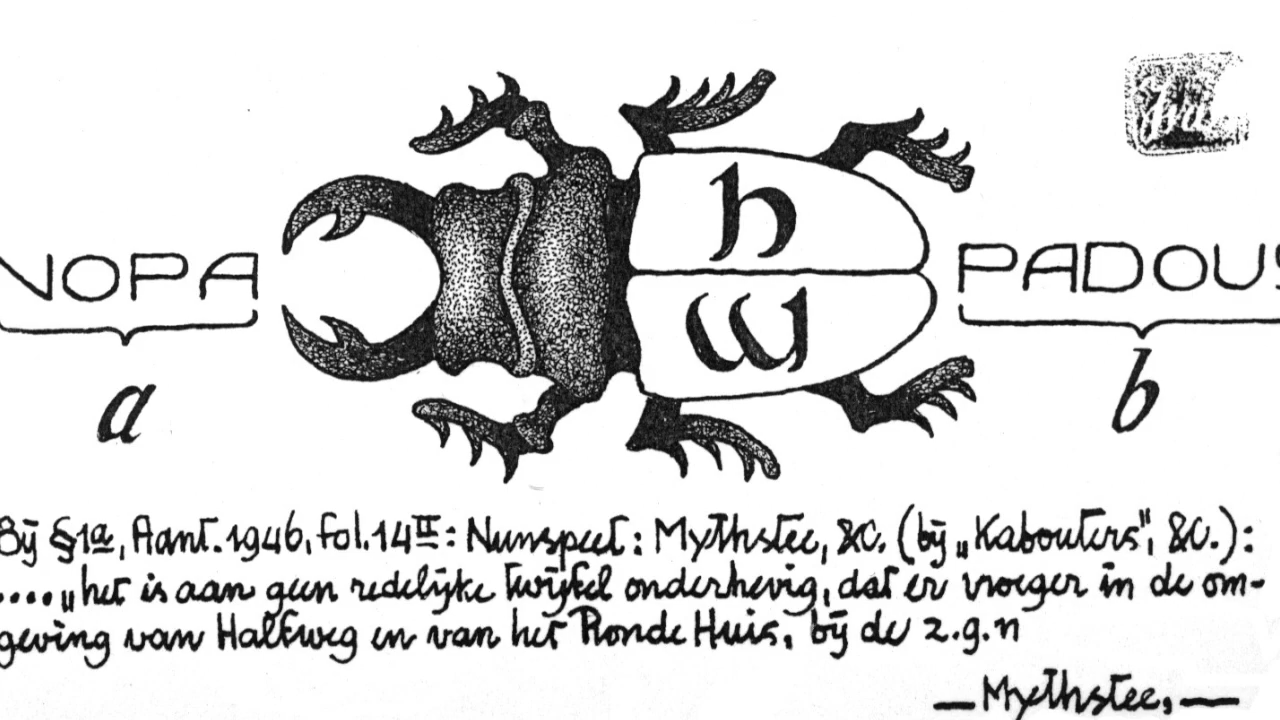 NOPA h PADOUS
w
a b
Bij §1a, Aant. 1946, fol. 14II: Nunspeet: Mythstee, &c. (bij „Kabouters", &c.):
...."het is aan geen redelijke twijfel onderhevig, dat er vroeger in de om-
geving van Halfweg en van het Ronde Huis, bij de z.g.n
— Mythstee, —